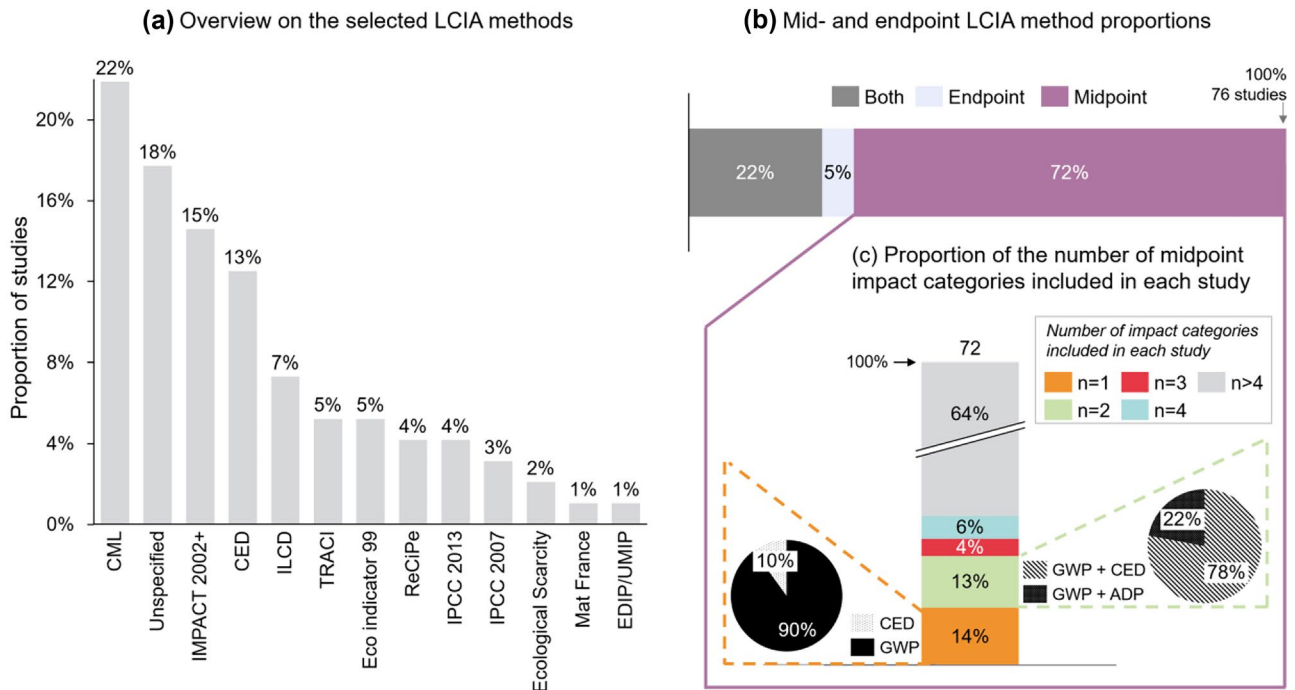 (a) Overview on the selected LCIA methods
Proportion of studies
20%
16%
12%
8%
4%
0%
22%
18%
15%
13%
7%
5%
5%
4%
4%
3%
2%
1%
1%
CML
Unspecified
IMPACT 2002+
CED
ILCD
TRACI
Eco indicator 99
ReCiPe
IPCC 2013
IPCC 2007
Ecological Scarcity
Mat France
EDIP/UMIP
(b) Mid- and endpoint LCIA method proportions
100%
76 studies
Both
Endpoint
Midpoint
22%
5%
72%
(c) Proportion of the number of midpoint
impact categories included in each study
Number of impact categories
included in each study
n=1
n=3
n>4
n=2
n=4
100%
72
64%
6%
4%
13%
14%
10%
90%
CED
GWP
22%
78%
GWP + CED
GWP + ADP